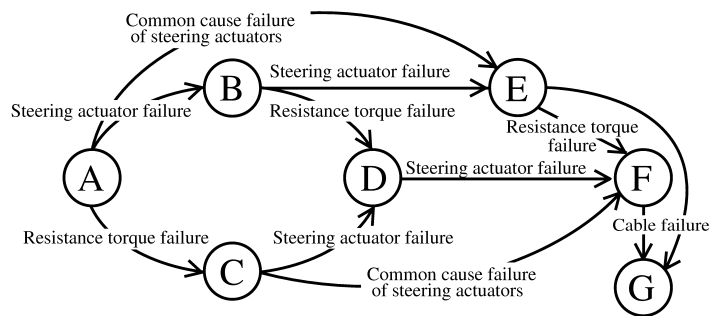 Common cause failure
of steering actuators
Steering actuator failure
B
E
Steering actuator failure
Resistance torque failure
Resistance torque
failure
A
D
Steering actuator failure
F
Resistance torque failure
Steering actuator failure
Cable failure
C
Common cause failure
of steering actuators
G